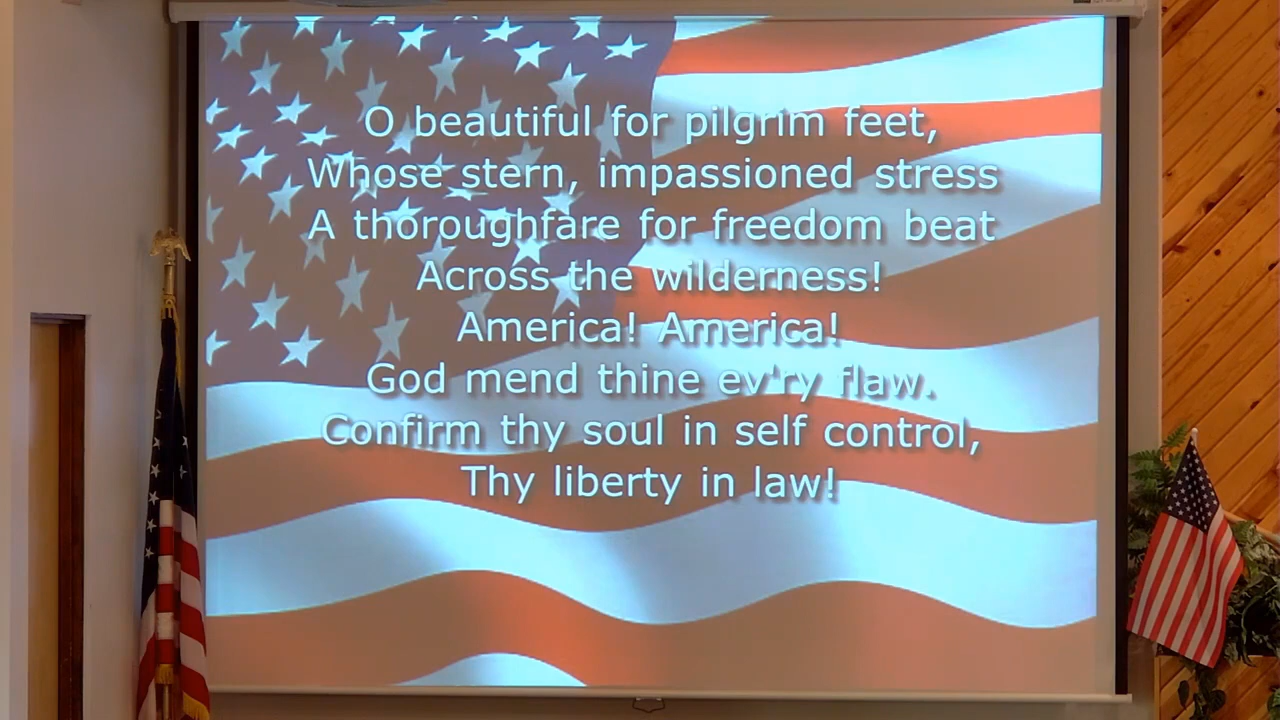 O beautiful for pilgrim feet,
Whose stern, impassioned stress
A thoroughfare for freedom beat
Across the wilderness!
America! America!
God mend thine ev'ry flaw.
Confirm thy soul in self control,
Thy liberty in law!